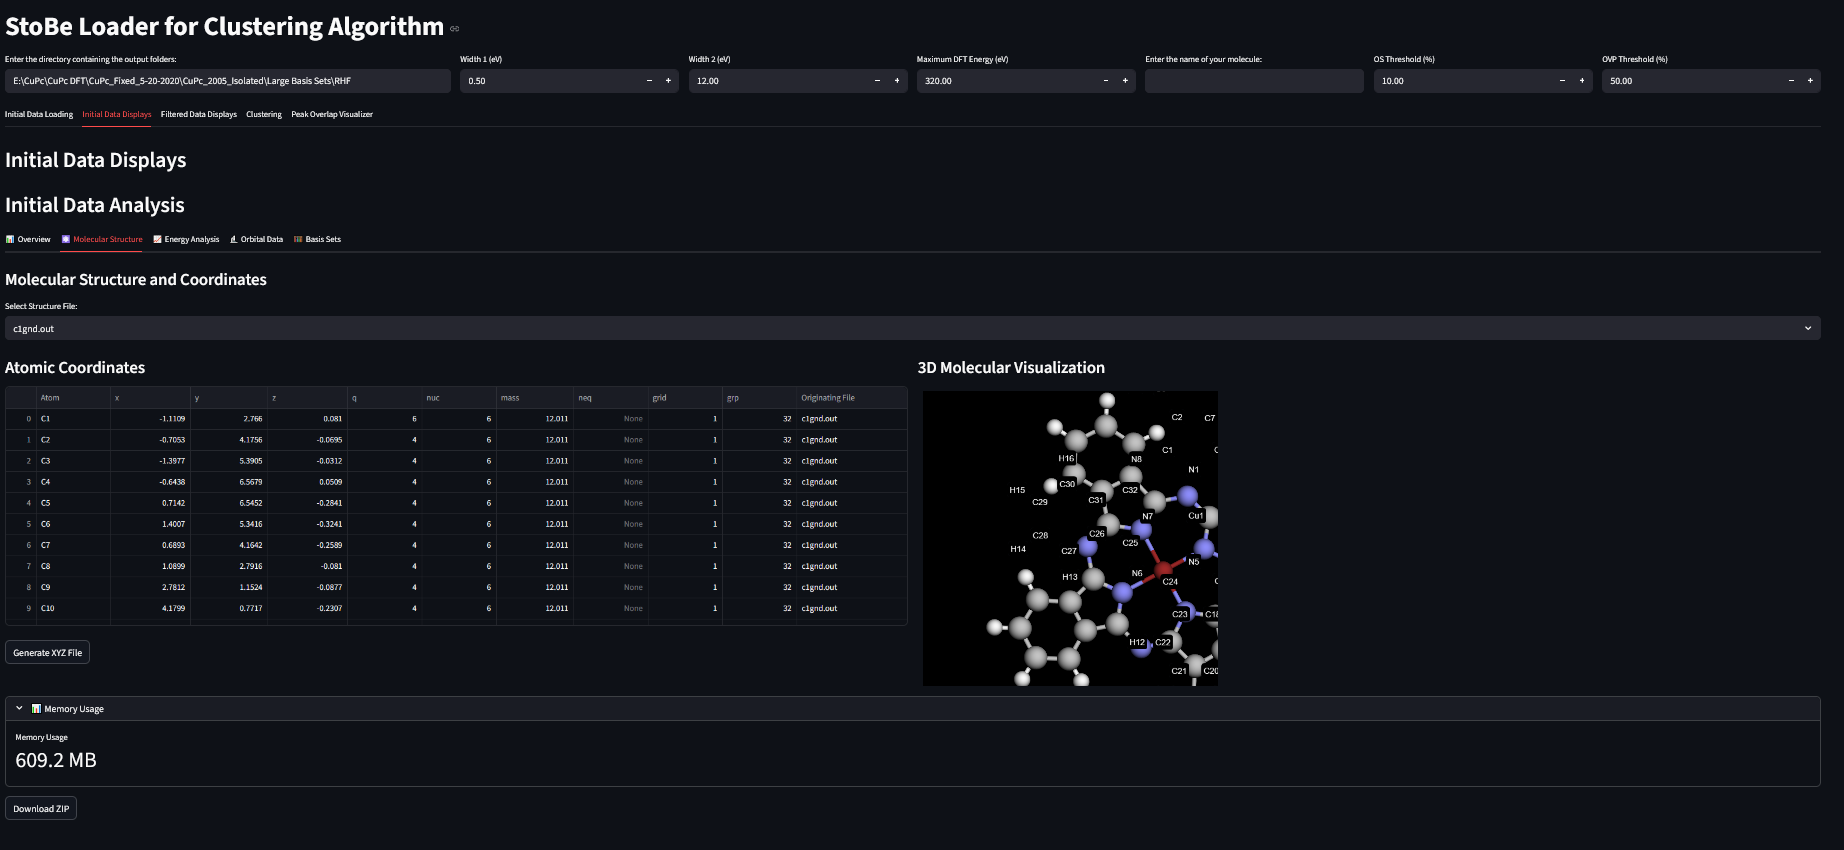 StoBe Loader for Clustering Algorithm
Enter the directory containing the output folders: Width 1 (eV) Width 2 (eV) Maximum DFT Energy (eV) Enter the name of your molecule: OS Threshold (%) OVP Threshold (%)
E:\CuPc\CuPc DFT\CuPc_Fixed_5-20-2020\CuPc_2005_Isolated\Large Basis Sets\RHF 0.50 − + 12.00 − + 320.00 − + 10.00 − + 50.00 − +
Initial Data Loading Initial Data Displays Filtered Data Displays Clustering Peak Overlap Visualizer
Initial Data Displays
Initial Data Analysis
Overview Molecular Structure Energy Analysis Orbital Data Basis Sets
Molecular Structure and Coordinates
Select Structure File:
c1gnd.out
Atomic Coordinates
Atom x y z q nuc mass neq grid grp Originating File
0 C1 -1.1109 2.766 0.081 6 6 12.011 None 1 32 c1gnd.out
1 C2 -0.7053 4.1756 -0.0695 4 6 12.011 None 1 32 c1gnd.out
2 C3 -1.3977 5.3905 -0.0312 4 6 12.011 None 1 32 c1gnd.out
3 C4 -0.6438 6.5679 0.0509 4 6 12.011 None 1 32 c1gnd.out
4 C5 0.7142 6.5452 -0.2841 4 6 12.011 None 1 32 c1gnd.out
5 C6 1.4007 5.3416 -0.3241 4 6 12.011 None 1 32 c1gnd.out
6 C7 0.6893 4.1642 -0.2589 4 6 12.011 None 1 32 c1gnd.out
7 C8 1.0899 2.7916 -0.081 4 6 12.011 None 1 32 c1gnd.out
8 C9 2.7812 1.1524 -0.0877 4 6 12.011 None 1 32 c1gnd.out
9 C10 4.1799 0.7717 -0.2307 4 6 12.011 None 1 32 c1gnd.out
Generate XYZ File
3D Molecular Visualization
C2 C7
C1
H16 N8
N1
C30 C32
H15 C31
C29
N7 Cu1
C28 C26
C25
H14 C27
N5
H13 N6
C24
C23 C18
H12 C22
C21 C20
Memory Usage
Memory Usage
609.2 MB
Download ZIP